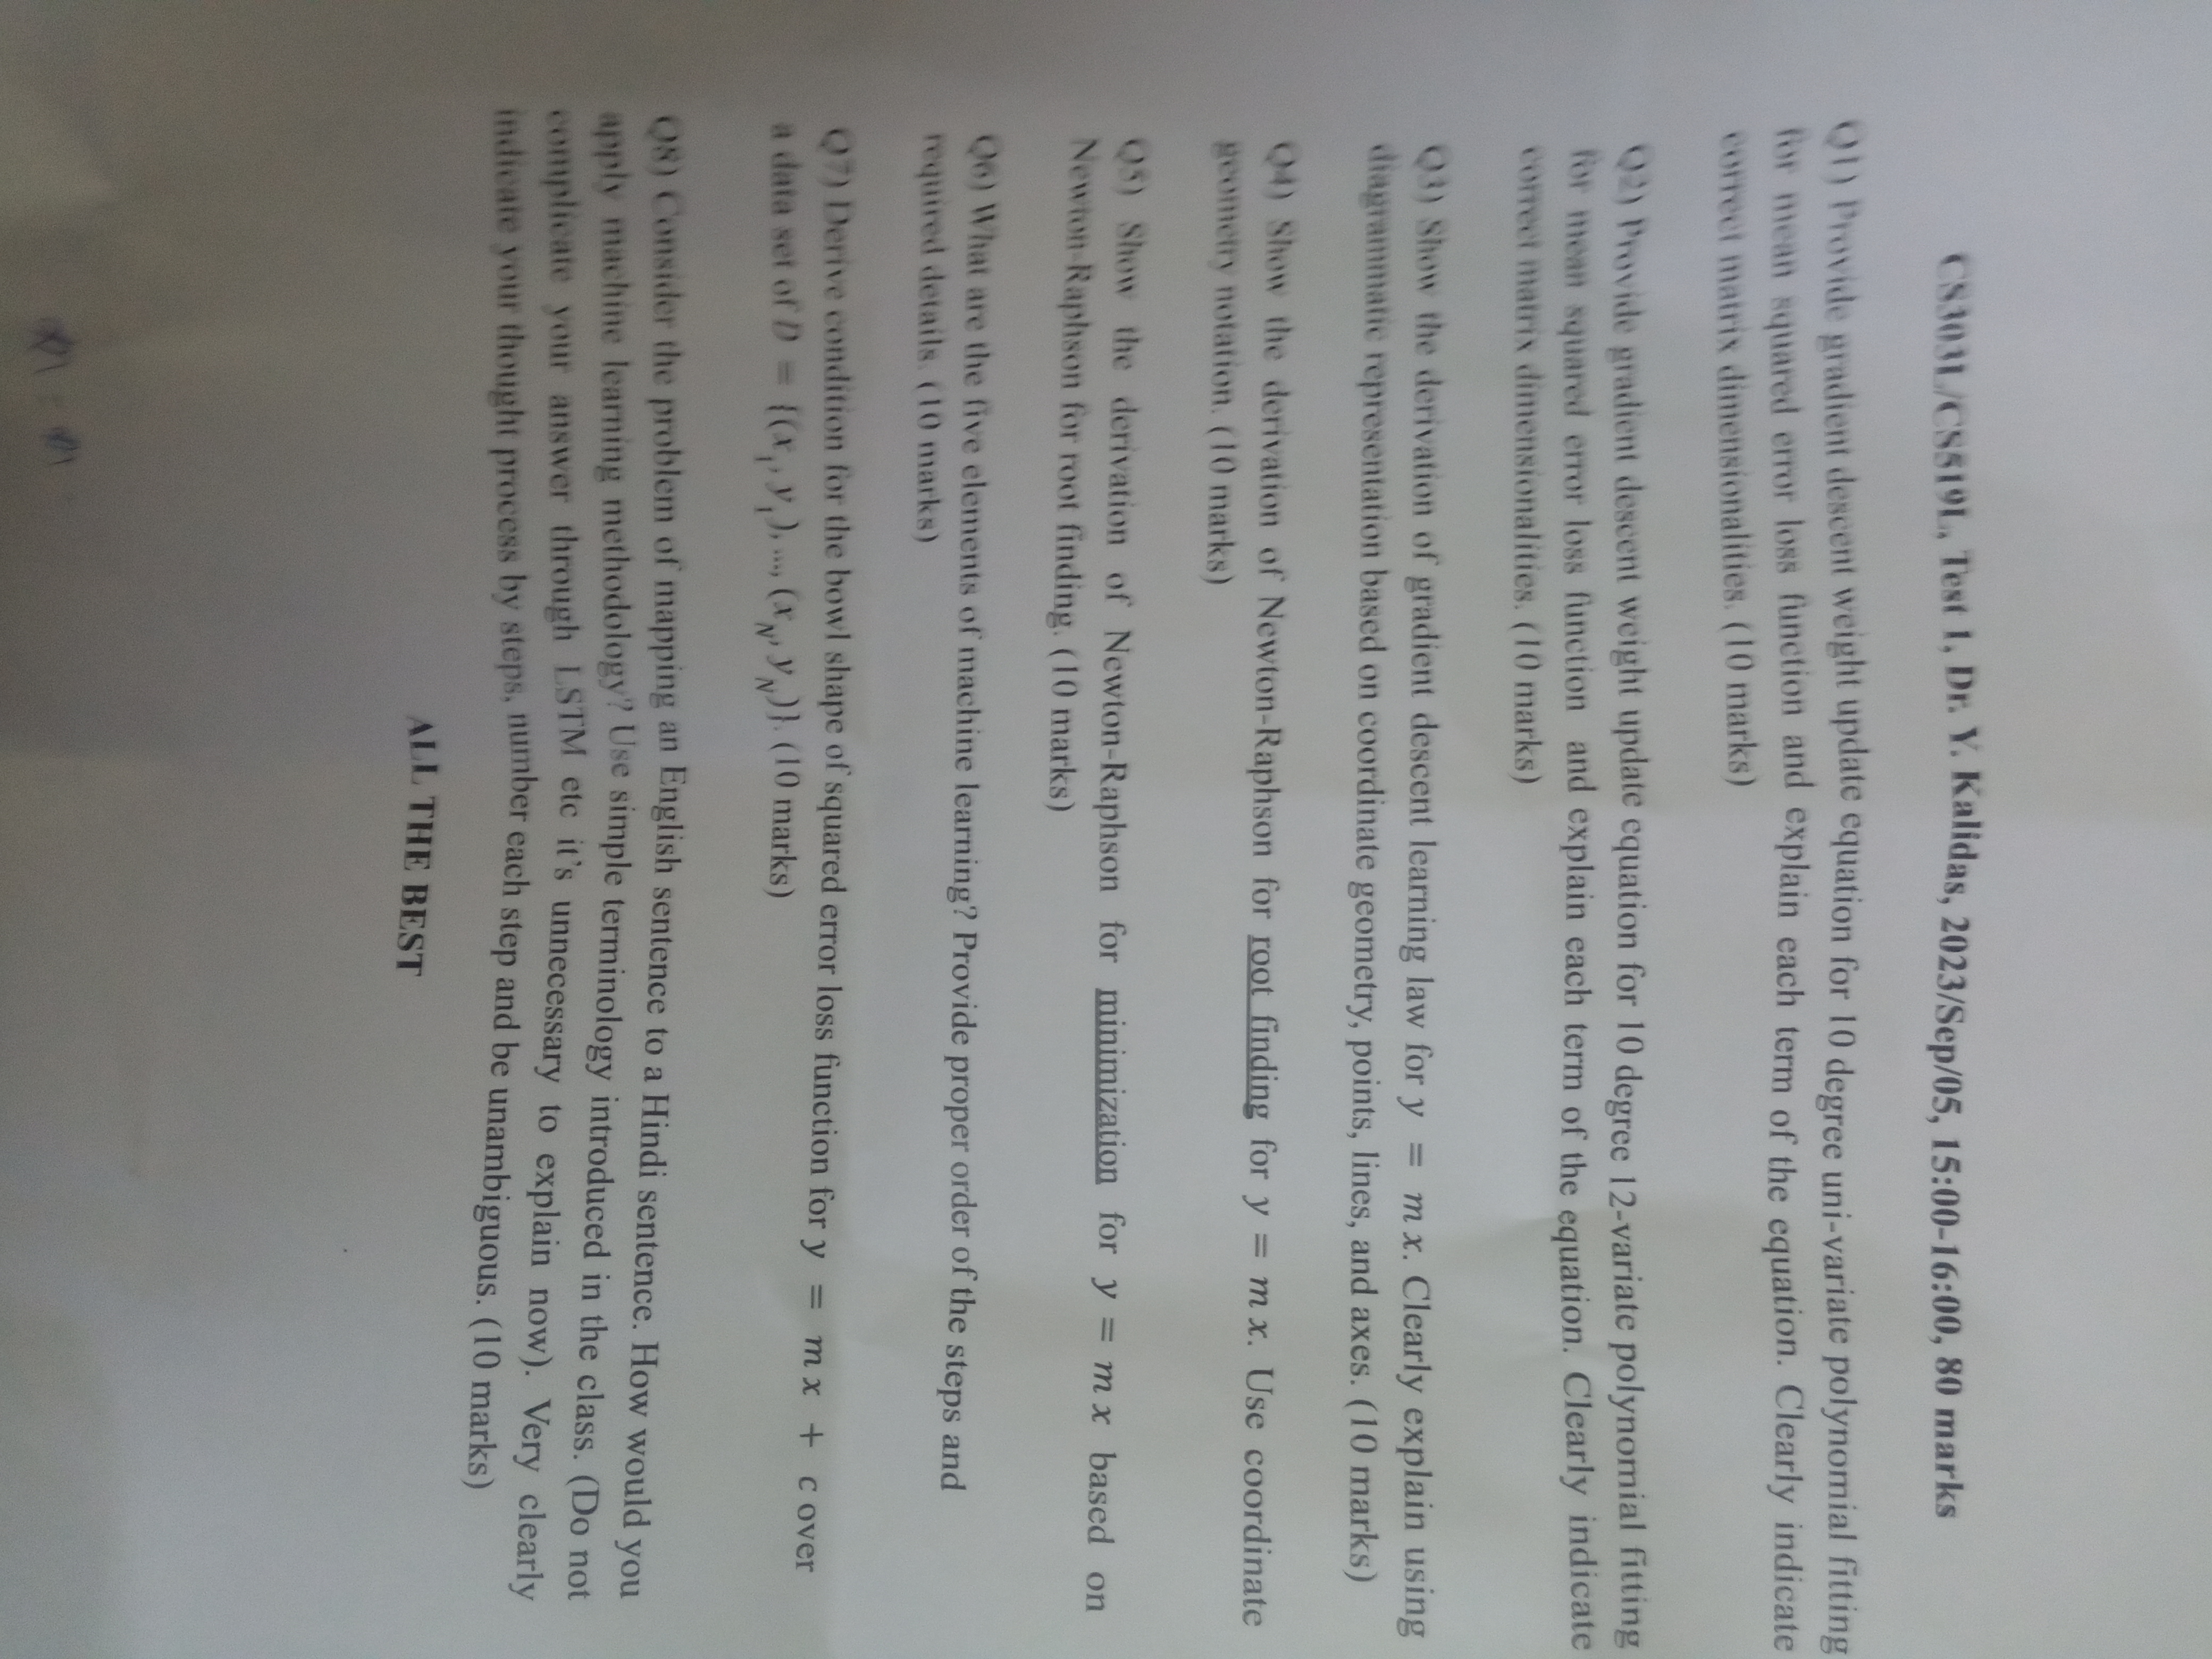 CS303L/CS519L, Test 1, Dr. Y. Kalidas, 2023/Sep/05, 15:00-16:00, 80 marks
Q1) Provide gradient descent weight update equation for 10 degree uni-variate polynomial fitting
for mean squared error loss function and explain each term of the equation. Clearly indicate
correct matrix dimensionalities. (10 marks)
Q2) Provide gradient descent weight update equation for 10 degree 12-variate polynomial fitting
for mean squared error loss function and explain each term of the equation. Clearly indicate
correct matrix dimensionalities. (10 marks)
Q3) Show the derivation of gradient descent learning law for y = m x. Clearly explain using
diagrammatic representation based on coordinate geometry, points, lines, and axes. (10 marks)
Q4) Show the derivation of Newton-Raphson for root finding for y = m x. Use coordinate
geometry notation. (10 marks)
Q5) Show the derivation of Newton-Raphson for minimization for y = m x based on
Newton-Raphson for root finding. (10 marks)
Q6) What are the five elements of machine learning? Provide proper order of the steps and
required details. (10 marks)
Q7) Derive condition for the bowl shape of squared error loss function for y = m x + c over
a data set of D = {(x₁, y₁), ..., (x_N, y_N)}. (10 marks)
Q8) Consider the problem of mapping an English sentence to a Hindi sentence. How would you
apply machine learning methodology? Use simple terminology introduced in the class. (Do not
complicate your answer through LSTM etc it's unnecessary to explain now). Very clearly
indicate your thought process by steps, number each step and be unambiguous. (10 marks)
ALL THE BEST